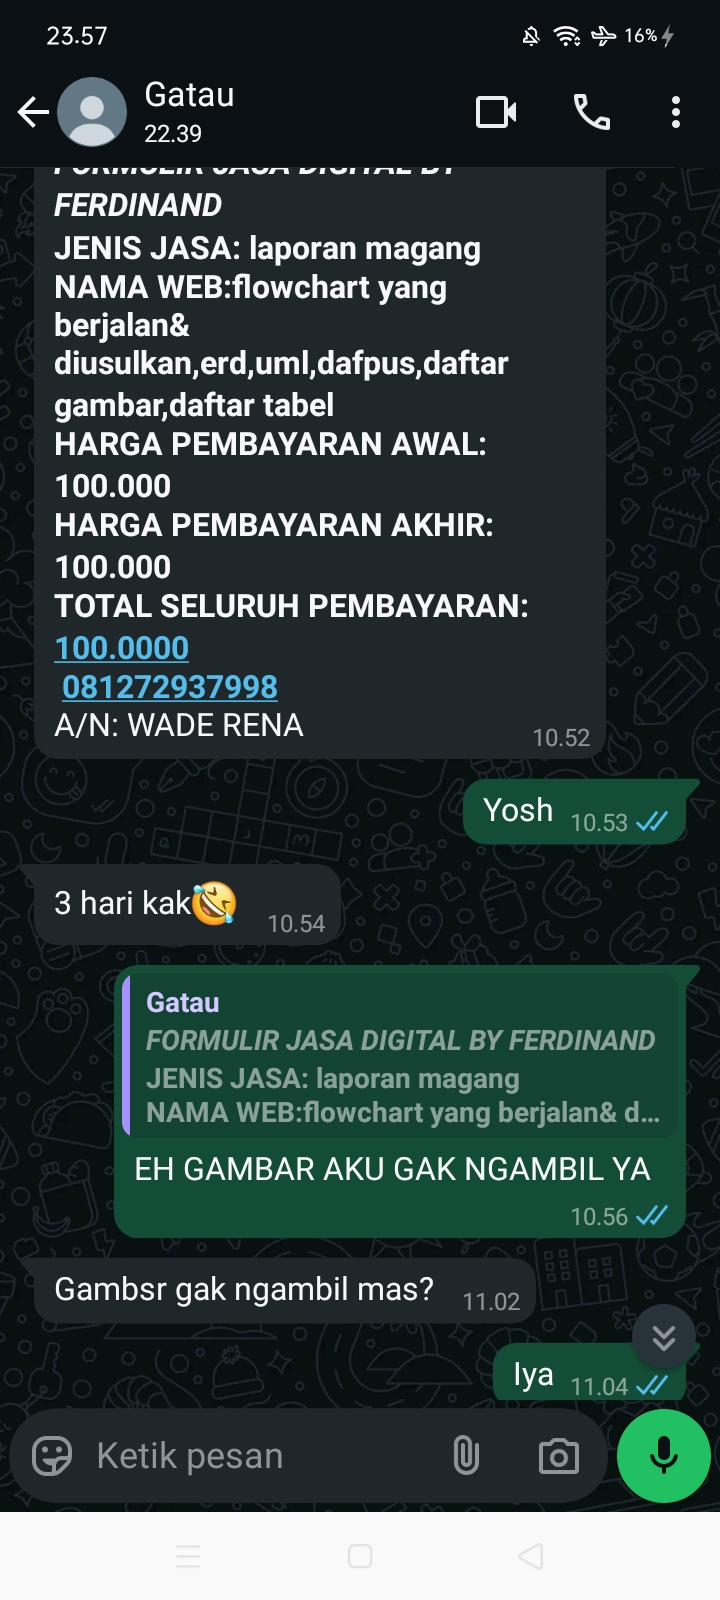 23.57
16%
Gatau
22.39
FORMULIR JASA DIGITAL BY
FERDINAND
JENIS JASA: laporan magang
NAMA WEB:flowchart yang
berjalan&
diusulkan,erd,uml,dafpus,daftar
gambar,daftar tabel
HARGA PEMBAYARAN AWAL:
100.000
HARGA PEMBAYARAN AKHIR:
100.000
TOTAL SELURUH PEMBAYARAN:
100.0000
081272937998
A/N: WADE RENA
10.52
Yosh
10.53
3 hari kak🤣
10.54
Gatau
FORMULIR JASA DIGITAL BY FERDINAND
JENIS JASA: laporan magang
NAMA WEB:flowchart yang berjalan& d...
EH GAMBAR AKU GAK NGAMBIL YA
10.56
Gambsr gak ngambil mas?
11.02
Iya
11.04
Ketik pesan